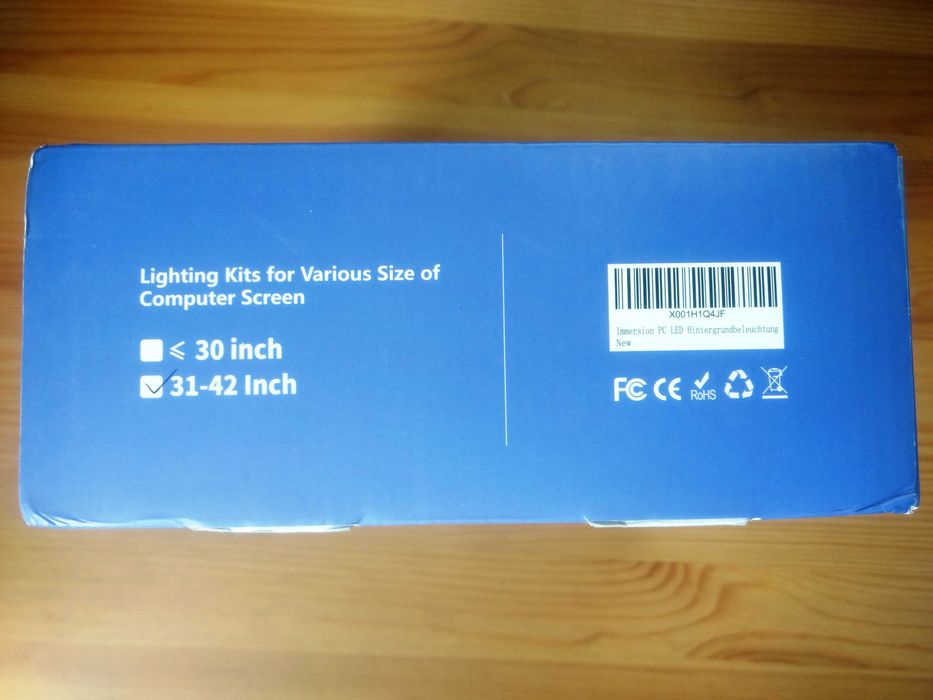 Lighting Kits for Various Size of
Computer Screen
⩽ 30 inch
31-42 Inch
X001H1Q4JF
Immersion PC LED Hintergrundbeleuchtung
New
FC CE RoHS